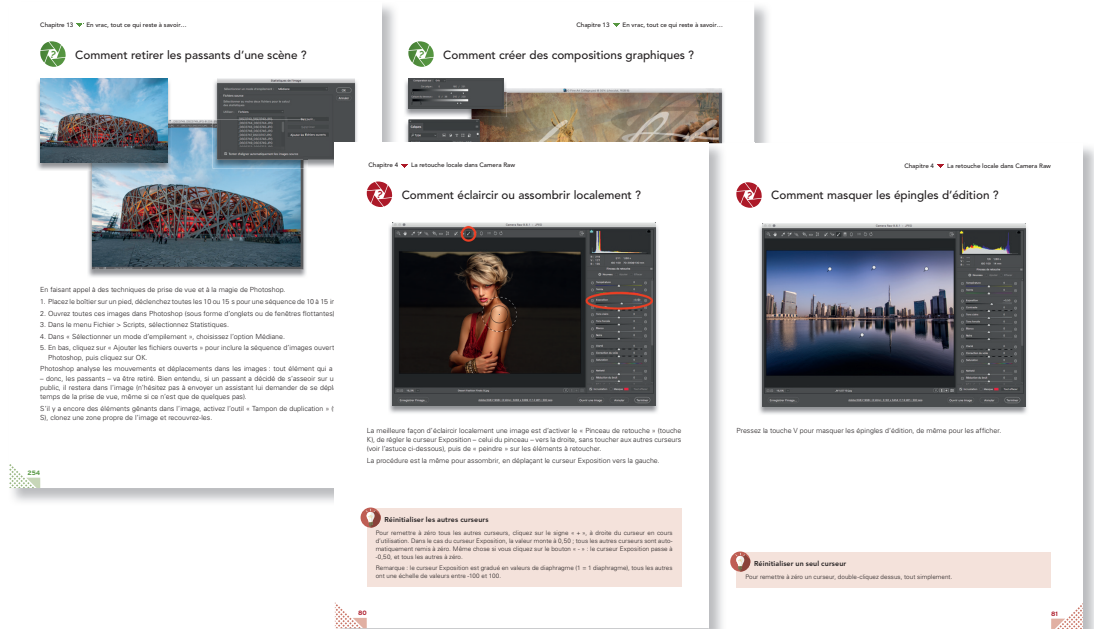 Chapitre 13 En vrac, tout ce qui reste à savoir…
Comment retirer les passants d'une scène ?
En faisant appel à des techniques de prise de vue et à la magie de Photoshop.
1. Placez le boîtier sur un pied, déclenchez toutes les 10 ou 15 s pour une séquence de 10 à 15 ir
2. Ouvrez toutes ces images dans Photoshop (sous forme d'onglets ou de fenêtres flottantes)
3. Dans le menu Fichier > Scripts, sélectionnez Statistiques.
4. Dans « Sélectionner un mode d'empilement », choisissez l'option Médiane.
5. En bas, cliquez sur « Ajouter les fichiers ouverts » pour inclure la séquence d'images ouvert
Photoshop, puis cliquez sur OK.
Photoshop analyse les mouvements et déplacements dans les images : tout élément qui a
– donc, les passants – va être retiré. Bien entendu, si un passant a décidé de s'asseoir sur u
public, il restera dans l'image (n'hésitez pas à envoyer un assistant lui demander de se dépl
temps de la prise de vue, même si ce n'est que de quelques pas).
S'il y a encore des éléments gênants dans l'image, activez l'outil « Tampon de duplication » (
S), clonez une zone propre de l'image et recouvrez-les.
254
Chapitre 13 En vrac, tout ce qui reste à savoir…
Comment créer des compositions graphiques ?
Chapitre 4 La retouche locale dans Camera Raw
Comment éclaircir ou assombrir localement ?
La meilleure façon d'éclaircir localement une image est d'activer le « Pinceau de retouche » (touche
K), de régler le curseur Exposition – celui du pinceau – vers la droite, sans toucher aux autres curseurs
(voir l'astuce ci-dessous), puis de « peindre » sur les éléments à retoucher.
La procédure est la même pour assombrir, en déplaçant le curseur Exposition vers la gauche.
Réinitialiser les autres curseurs
Pour remettre à zéro tous les autres curseurs, cliquez sur le signe « + », à droite du curseur en cours
d'utilisation. Dans le cas du curseur Exposition, la valeur monte à 0,50 ; tous les autres curseurs sont auto-
matiquement remis à zéro. Même chose si vous cliquez sur le bouton « - » : le curseur Exposition passe à
-0,50, et tous les autres à zéro.
Remarque : le curseur Exposition est gradué en valeurs de diaphragme (1 = 1 diaphragme), tous les autres
ont une échelle de valeurs entre -100 et 100.
80
Chapitre 4 La retouche locale dans Camera Raw
Comment masquer les épingles d'édition ?
Pressez la touche V pour masquer les épingles d'édition, de même pour les afficher.
Réinitialiser un seul curseur
Pour remettre à zéro un curseur, double-cliquez dessus, tout simplement.
81